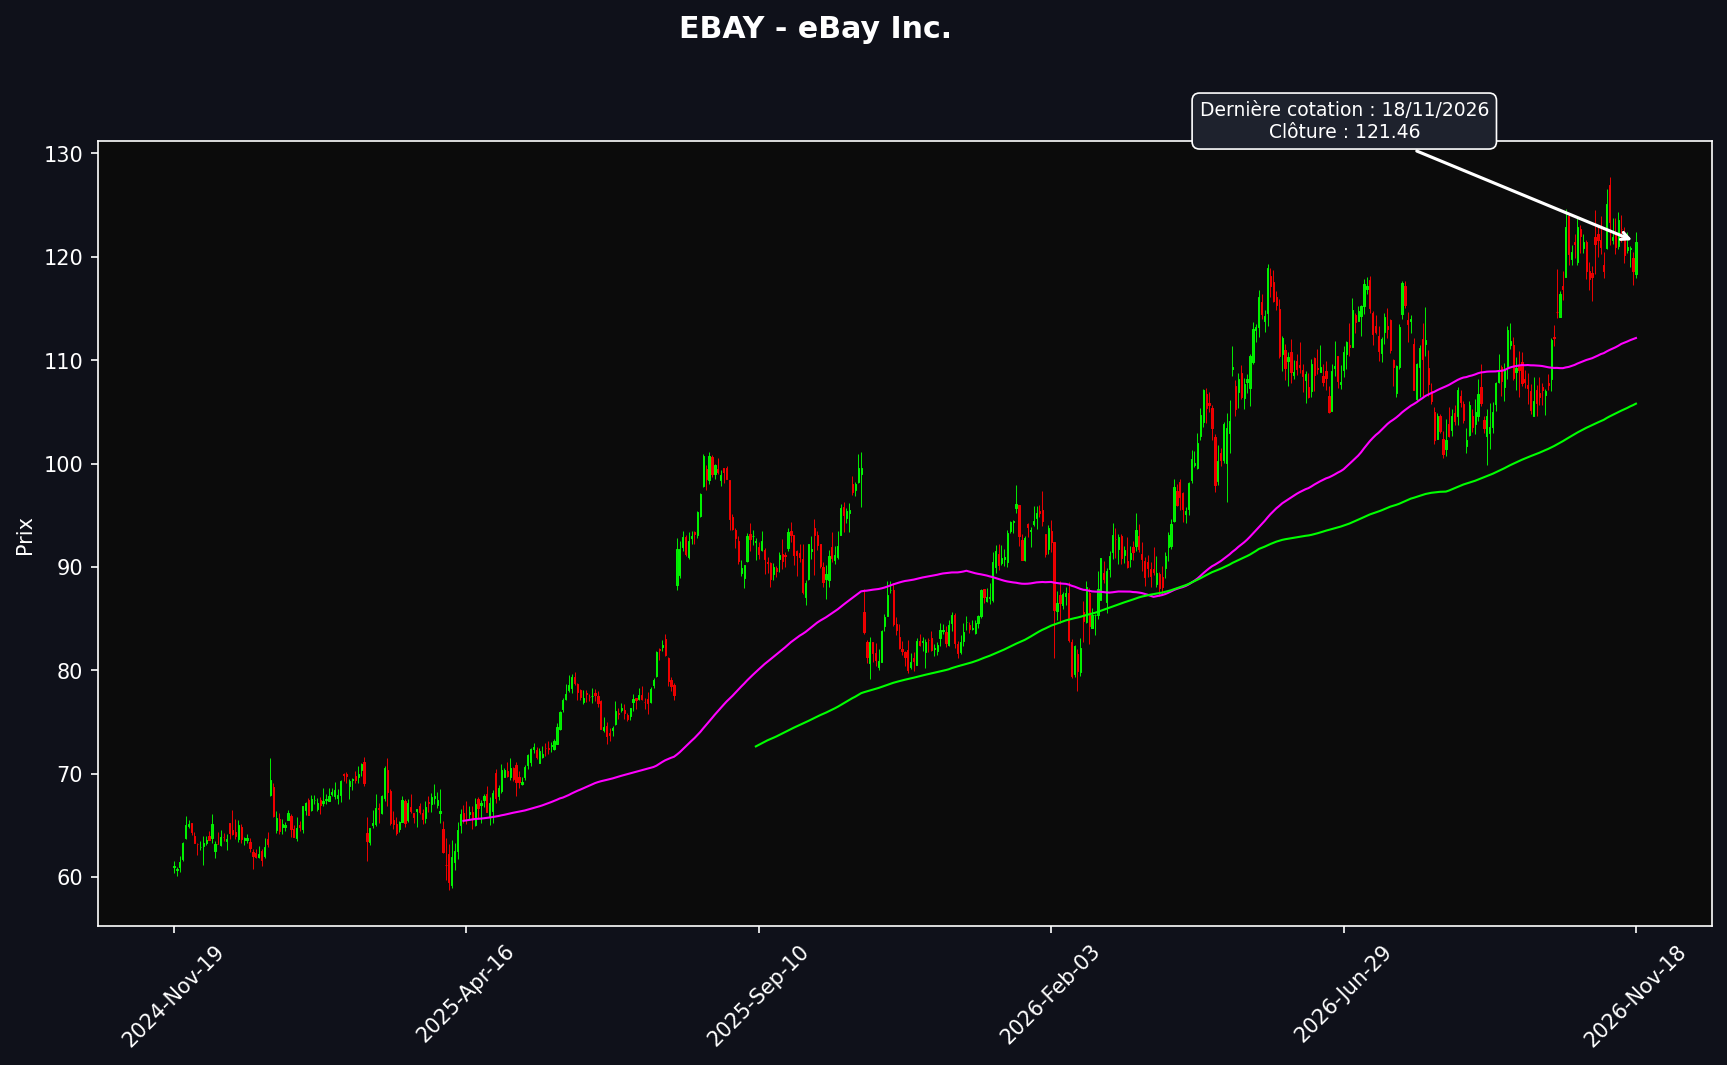 EBAY - eBay Inc.
Dernière cotation : 18/11/2026
Clôture : 121.46
Prix
130
120
110
100
90
80
70
60
2024-Nov-19
2025-Apr-16
2025-Sep-10
2026-Feb-03
2026-Jun-29
2026-Nov-18